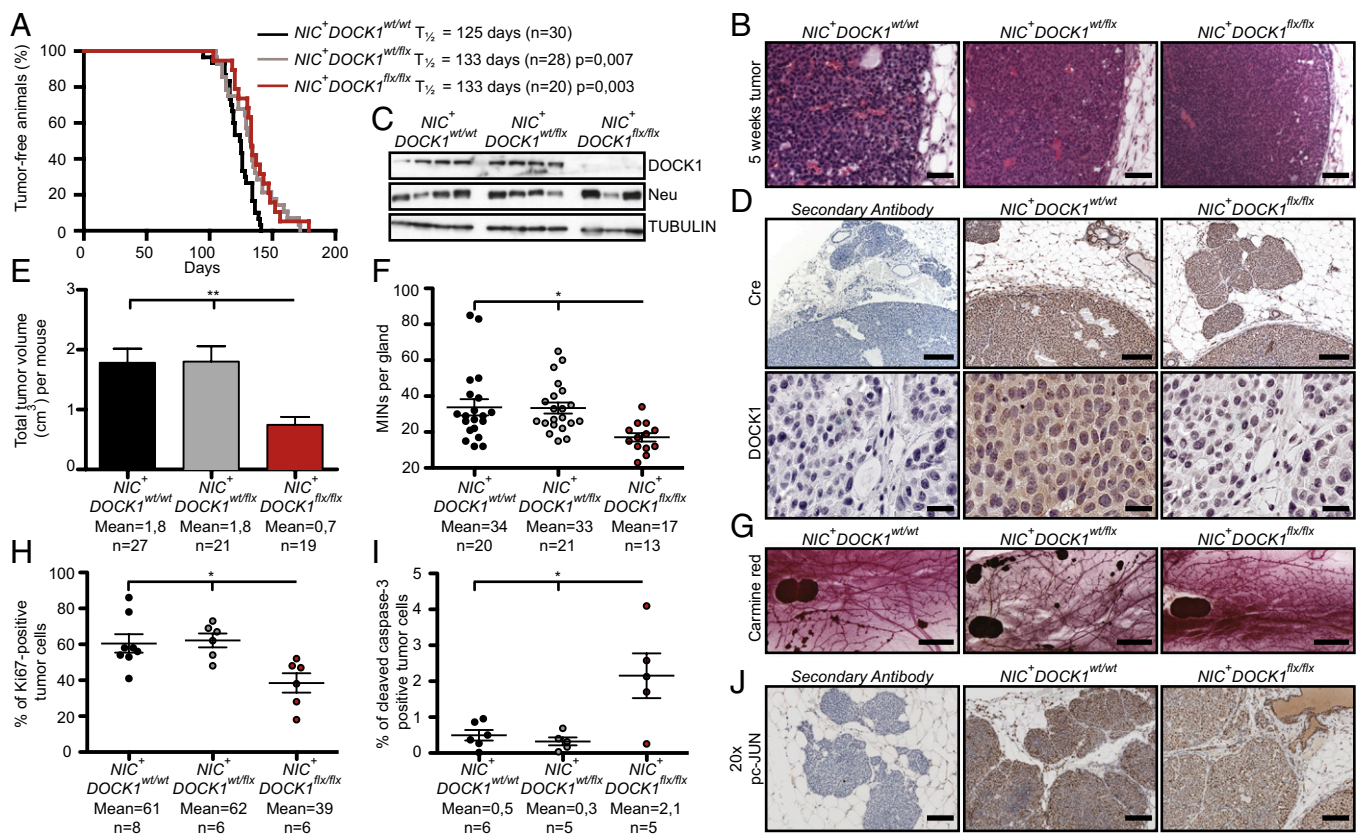 A
NIC+DOCK1wt/wt T½ = 125 days (n=30)
NIC+DOCK1wt/flx T½ = 133 days (n=28) p=0,007
NIC+DOCK1flx/flx T½ = 133 days (n=20) p=0,003
Tumor-free animals (%)
100
80
60
40
20
0
0 50 100 150 200
Days
B
NIC+DOCK1wt/wt NIC+DOCK1wt/flx NIC+DOCK1flx/flx
5 weeks tumor
C
NIC+ NIC+ NIC+
DOCK1wt/wt DOCK1wt/flx DOCK1flx/flx
DOCK1
Neu
TUBULIN
D
Secondary Antibody NIC+DOCK1wt/wt NIC+DOCK1flx/flx
Cre
DOCK1
E
Total tumor volume
(cm3) per mouse
3
2
1
0
**
NIC+ NIC+ NIC+
DOCK1wt/wt DOCK1wt/flx DOCK1flx/flx
Mean=1,8 Mean=1,8 Mean=0,7
n=27 n=21 n=19
F
MINs per gland
100
80
60
40
20
20
*
NIC+ NIC+ NIC+
DOCK1wt/wt DOCK1wt/flx DOCK1flx/flx
Mean=34 Mean=33 Mean=17
n=20 n=21 n=13
G
NIC+DOCK1wt/wt NIC+DOCK1wt/flx NIC+DOCK1flx/flx
Carmine red
H
% of Ki67-positive
tumor cells
100
80
60
40
20
0
*
NIC+ NIC+ NIC+
DOCK1wt/wt DOCK1wt/flx DOCK1flx/flx
Mean=61 Mean=62 Mean=39
n=8 n=6 n=6
I
% of cleaved caspase-3
positive tumor cells
5
4
3
2
1
0
*
NIC+ NIC+ NIC+
DOCK1wt/wt DOCK1wt/flx DOCK1flx/flx
Mean=0,5 Mean=0,3 Mean=2,1
n=6 n=5 n=5
J
Secondary Antibody NIC+DOCK1wt/wt NIC+DOCK1flx/flx
20x
pc-JUN